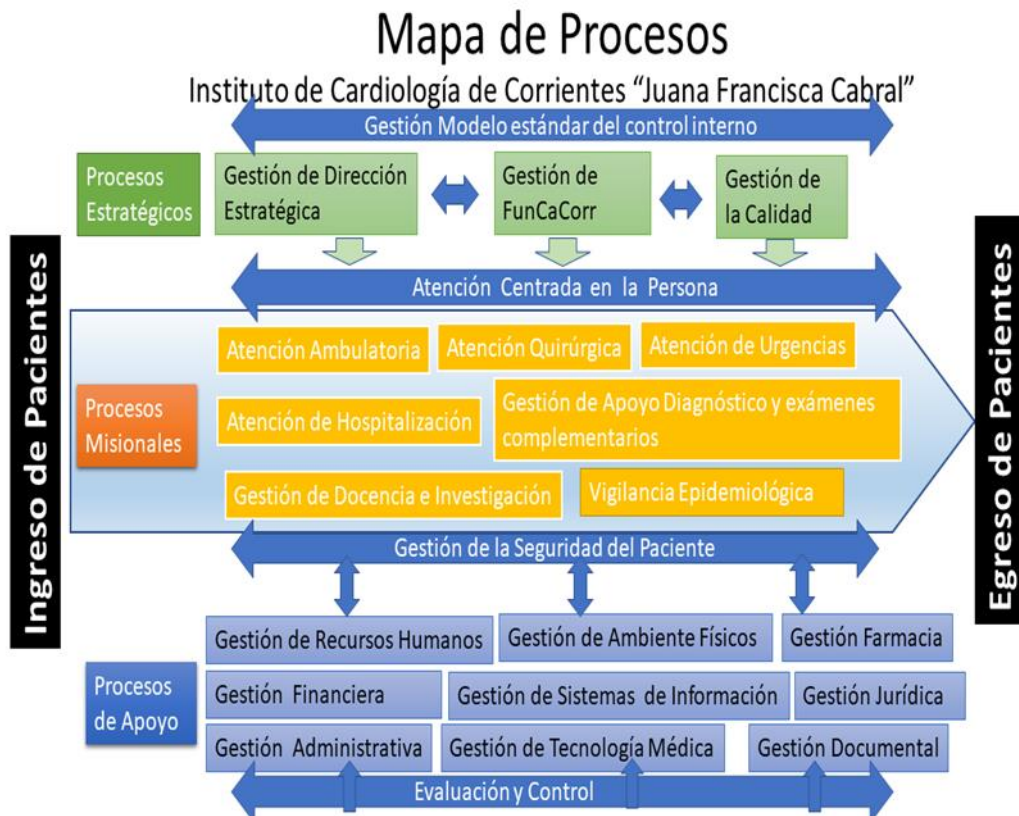 Mapa de Procesos
Instituto de Cardiología de Corrientes “Juana Francisca Cabral”
Gestión Modelo estándar del control interno
Procesos
Estratégicos
Gestión de Dirección
Estratégica
Gestión de
FunCaCorr
Gestión de
la Calidad
Ingreso de Pacientes
Egreso de Pacientes
Atención Centrada en la Persona
Procesos
Misionales
Atención Ambulatoria
Atención Quirúrgica
Atención de Urgencias
Atención de Hospitalización
Gestión de Apoyo Diagnóstico y exámenes
complementarios
Gestión de Docencia e Investigación
Vigilancia Epidemiológica
Gestión de la Seguridad del Paciente
Procesos
de Apoyo
Gestión de Recursos Humanos
Gestión de Ambiente Físicos
Gestión Farmacia
Gestión Financiera
Gestión de Sistemas de Información
Gestión Jurídica
Gestión Administrativa
Gestión de Tecnología Médica
Gestión Documental
Evaluación y Control